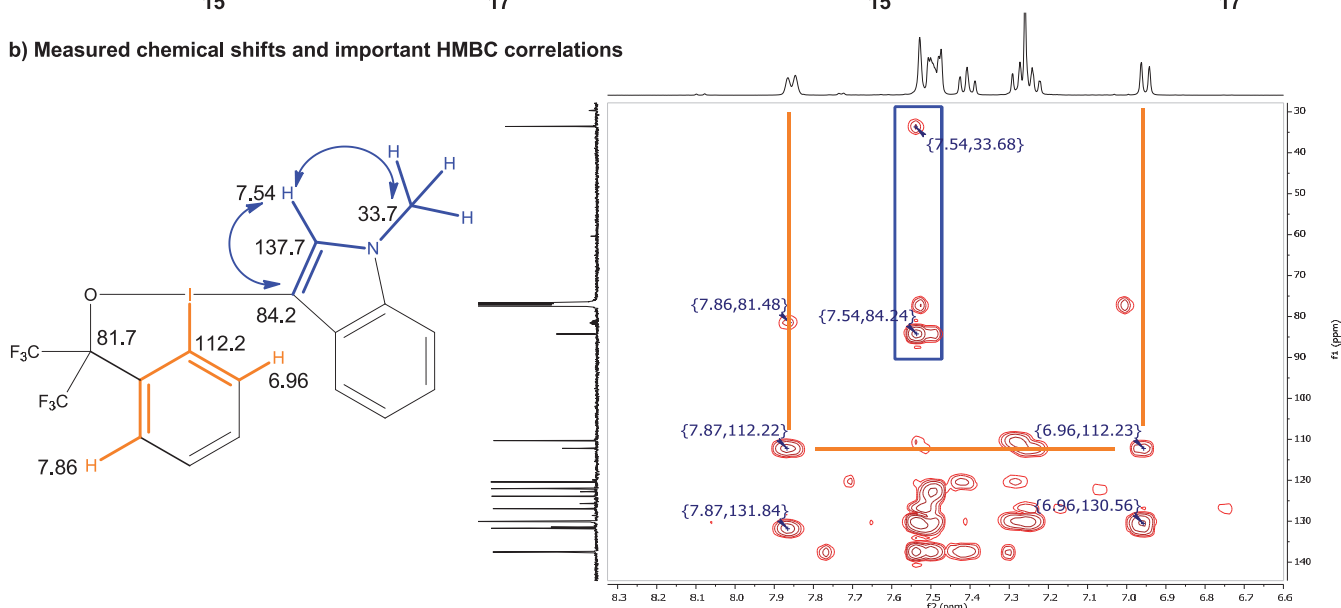 15 17 15 17
b) Measured chemical shifts and important HMBC correlations
H
H
7.54 H
33.7
H
137.7
N
O
I
84.2
81.7
112.2
F₃C
H
6.96
F₃C
7.86 H
{7.54,33.68}
{7.86,81.48}
{7.54,84.24}
{7.87,112.22}
{6.96,112.23}
{7.87,131.84}
{6.96,130.56}
30
40
50
60
70
80
90
100
110
120
130
140
f1 (ppm)
8.3 8.2 8.1 8.0 7.9 7.8 7.7 7.6 7.5 7.4 7.3 7.2 7.1 7.0 6.9 6.8 6.7 6.6
f2 (ppm)